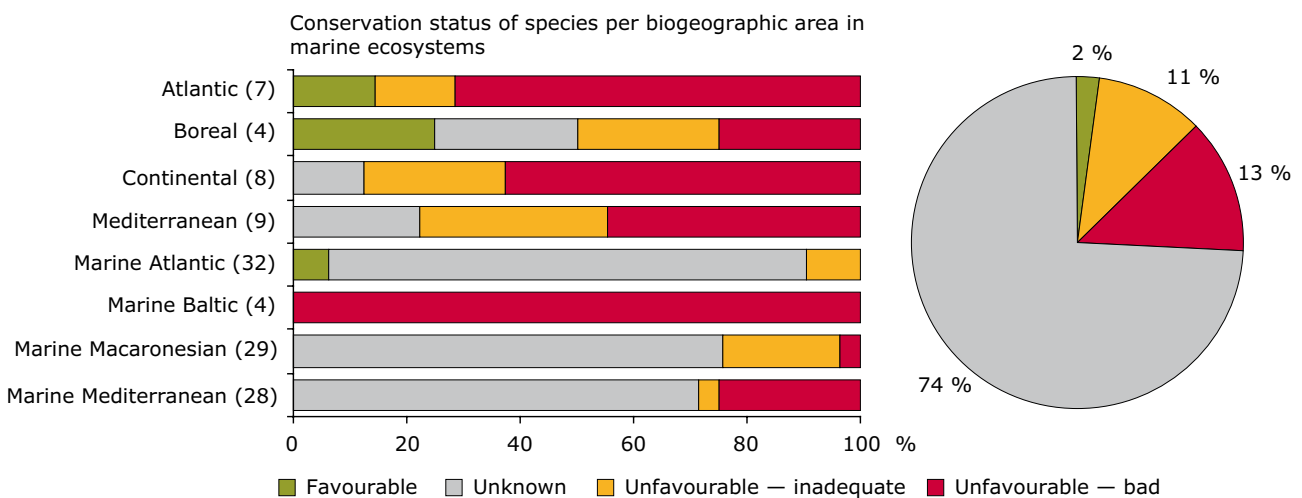 Conservation status of species per biogeographic area in
marine ecosystems
Atlantic (7)
Boreal (4)
Continental (8)
Mediterranean (9)
Marine Atlantic (32)
Marine Baltic (4)
Marine Macaronesian (29)
Marine Mediterranean (28)
0 20 40 60 80 100 %
2 %
11 %
13 %
74 %
Favourable Unknown Unfavourable — inadequate Unfavourable — bad